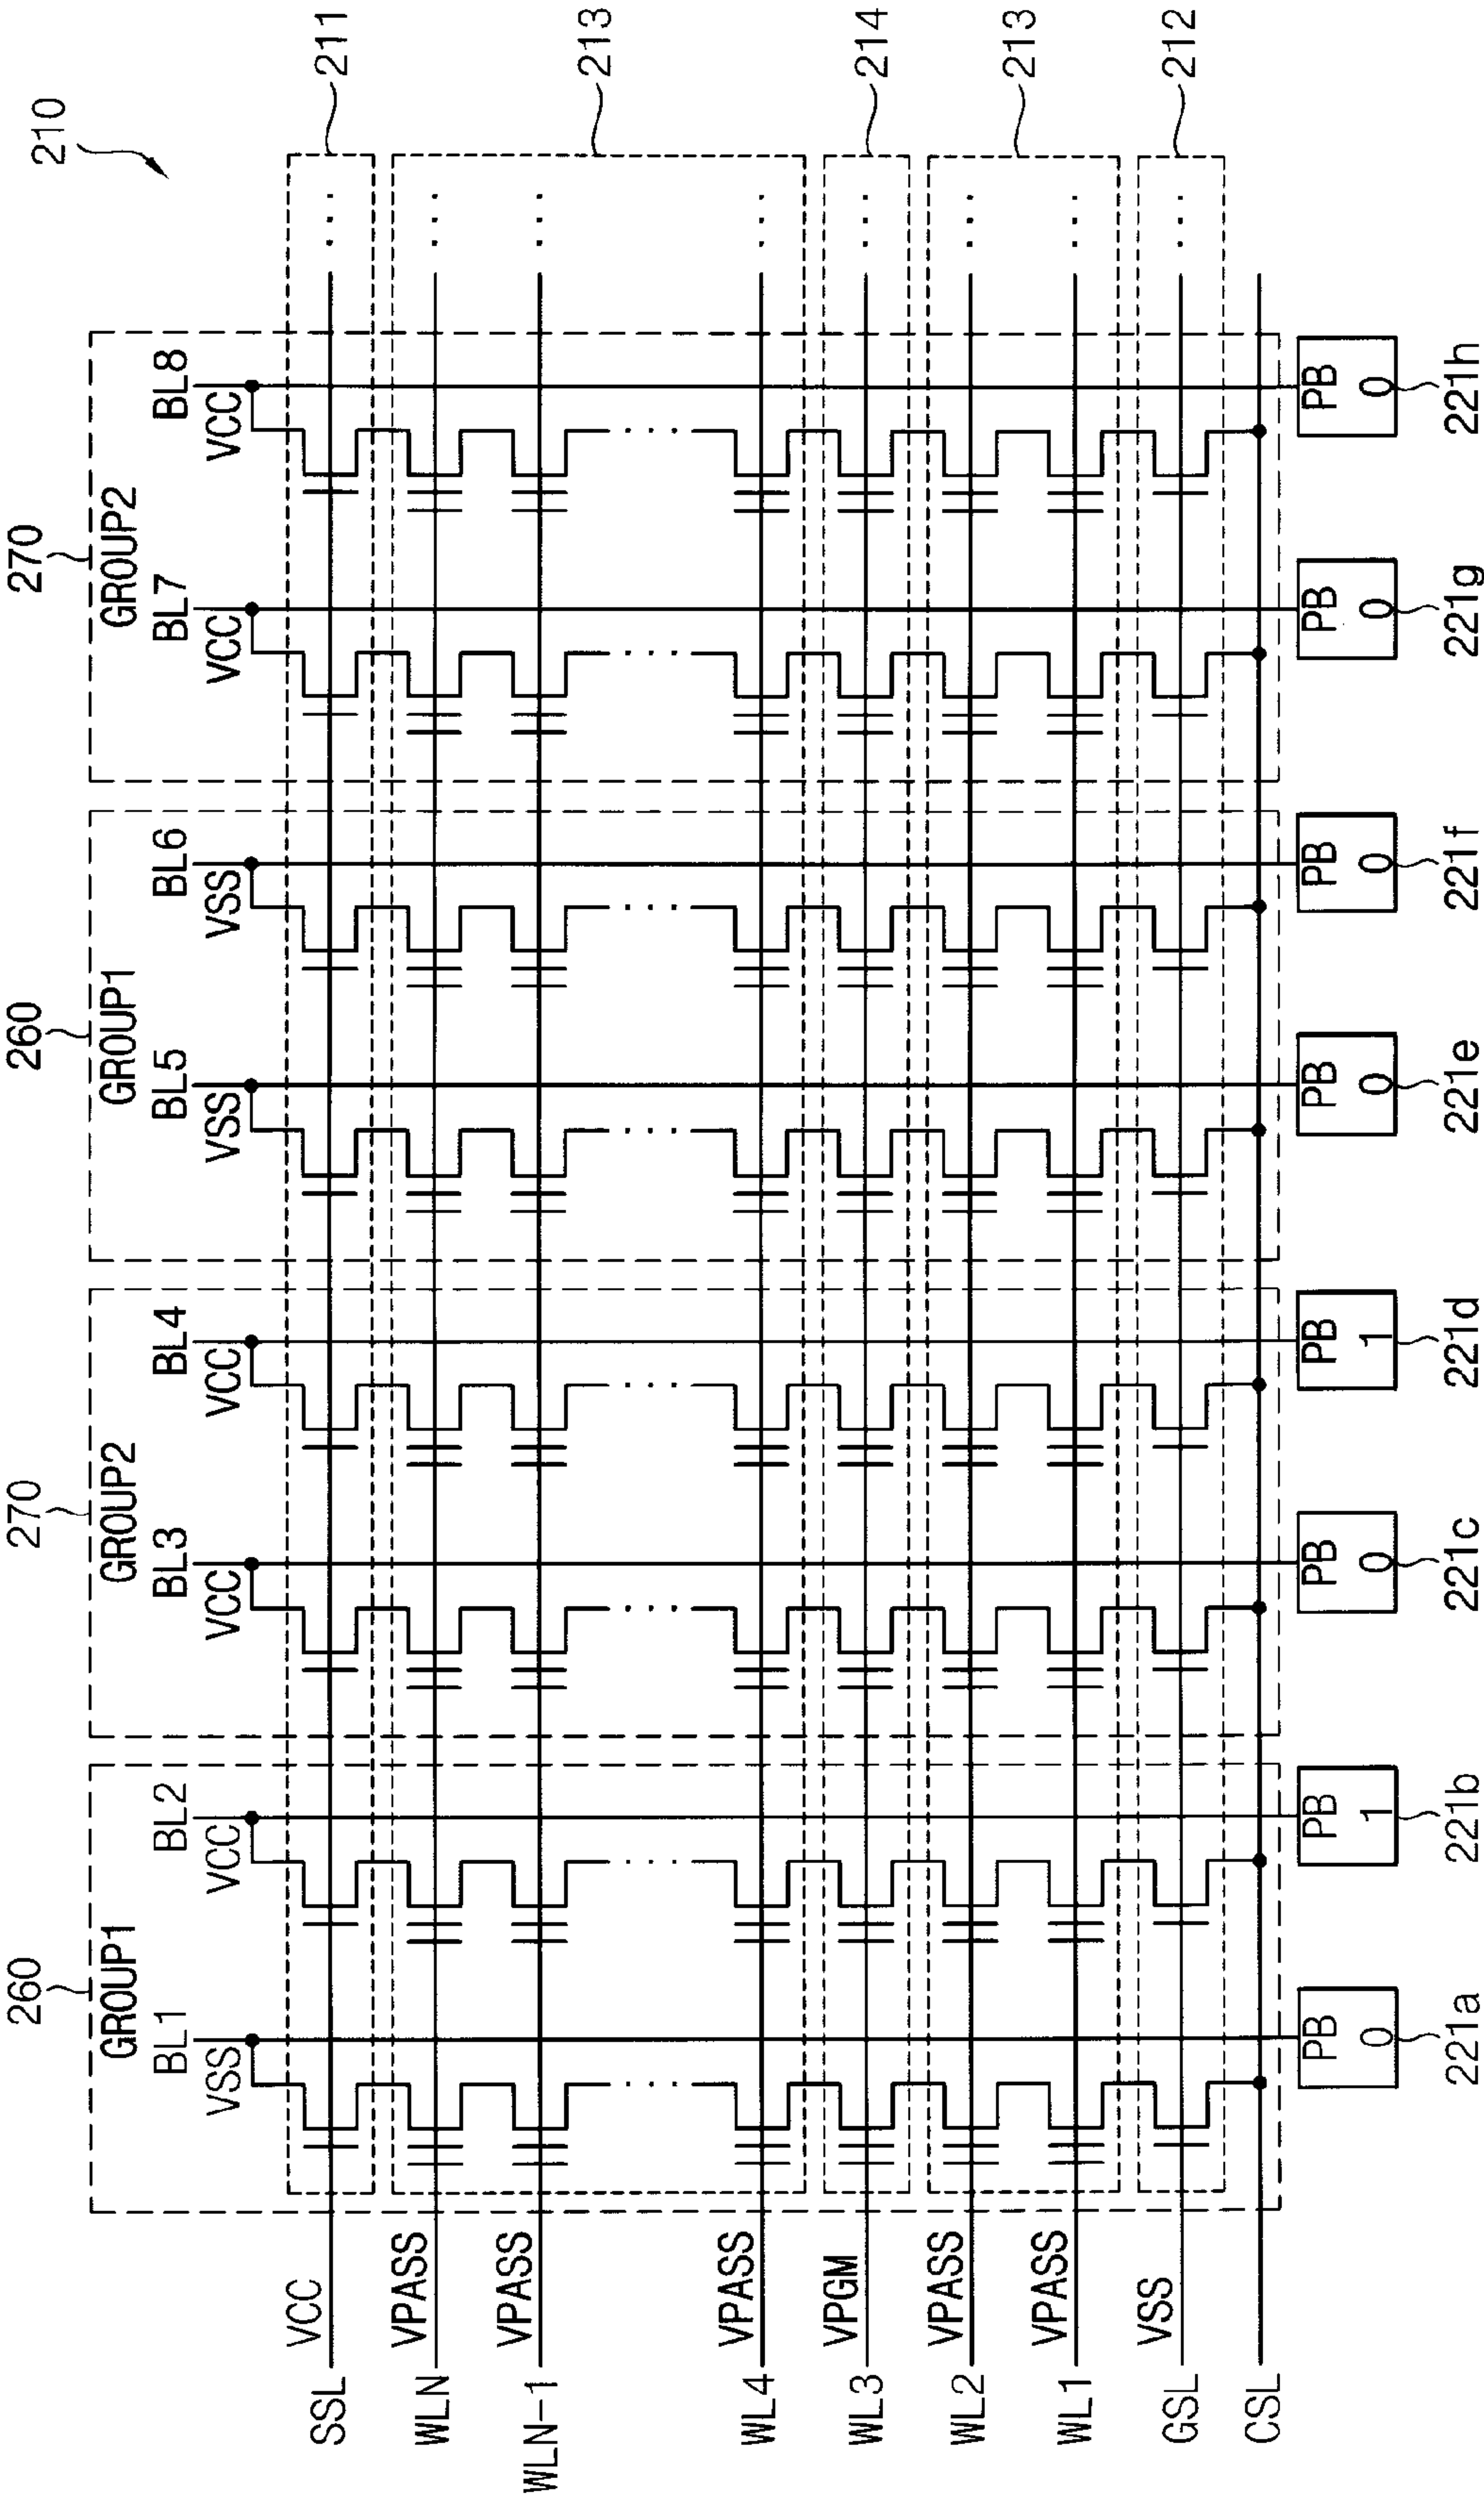 210
260
270
260
270
GROUP1
GROUP2
GROUP1
GROUP2
BL1
BL2
BL3
BL4
BL5
BL6
BL7
BL8
VSS
VCC
VCC
VCC
VSS
VSS
VCC
VCC
SSL
VCC
211
WLN
VPASS
213
WLN-1
VPASS
WL4
VPASS
WL3
VPGM
214
WL2
VPASS
213
WL1
VPASS
GSL
VSS
212
CSL
PB
PB
PB
PB
PB
PB
PB
PB
0
1
0
1
0
0
0
0
221a
221b
221c
221d
221e
221f
221g
221h